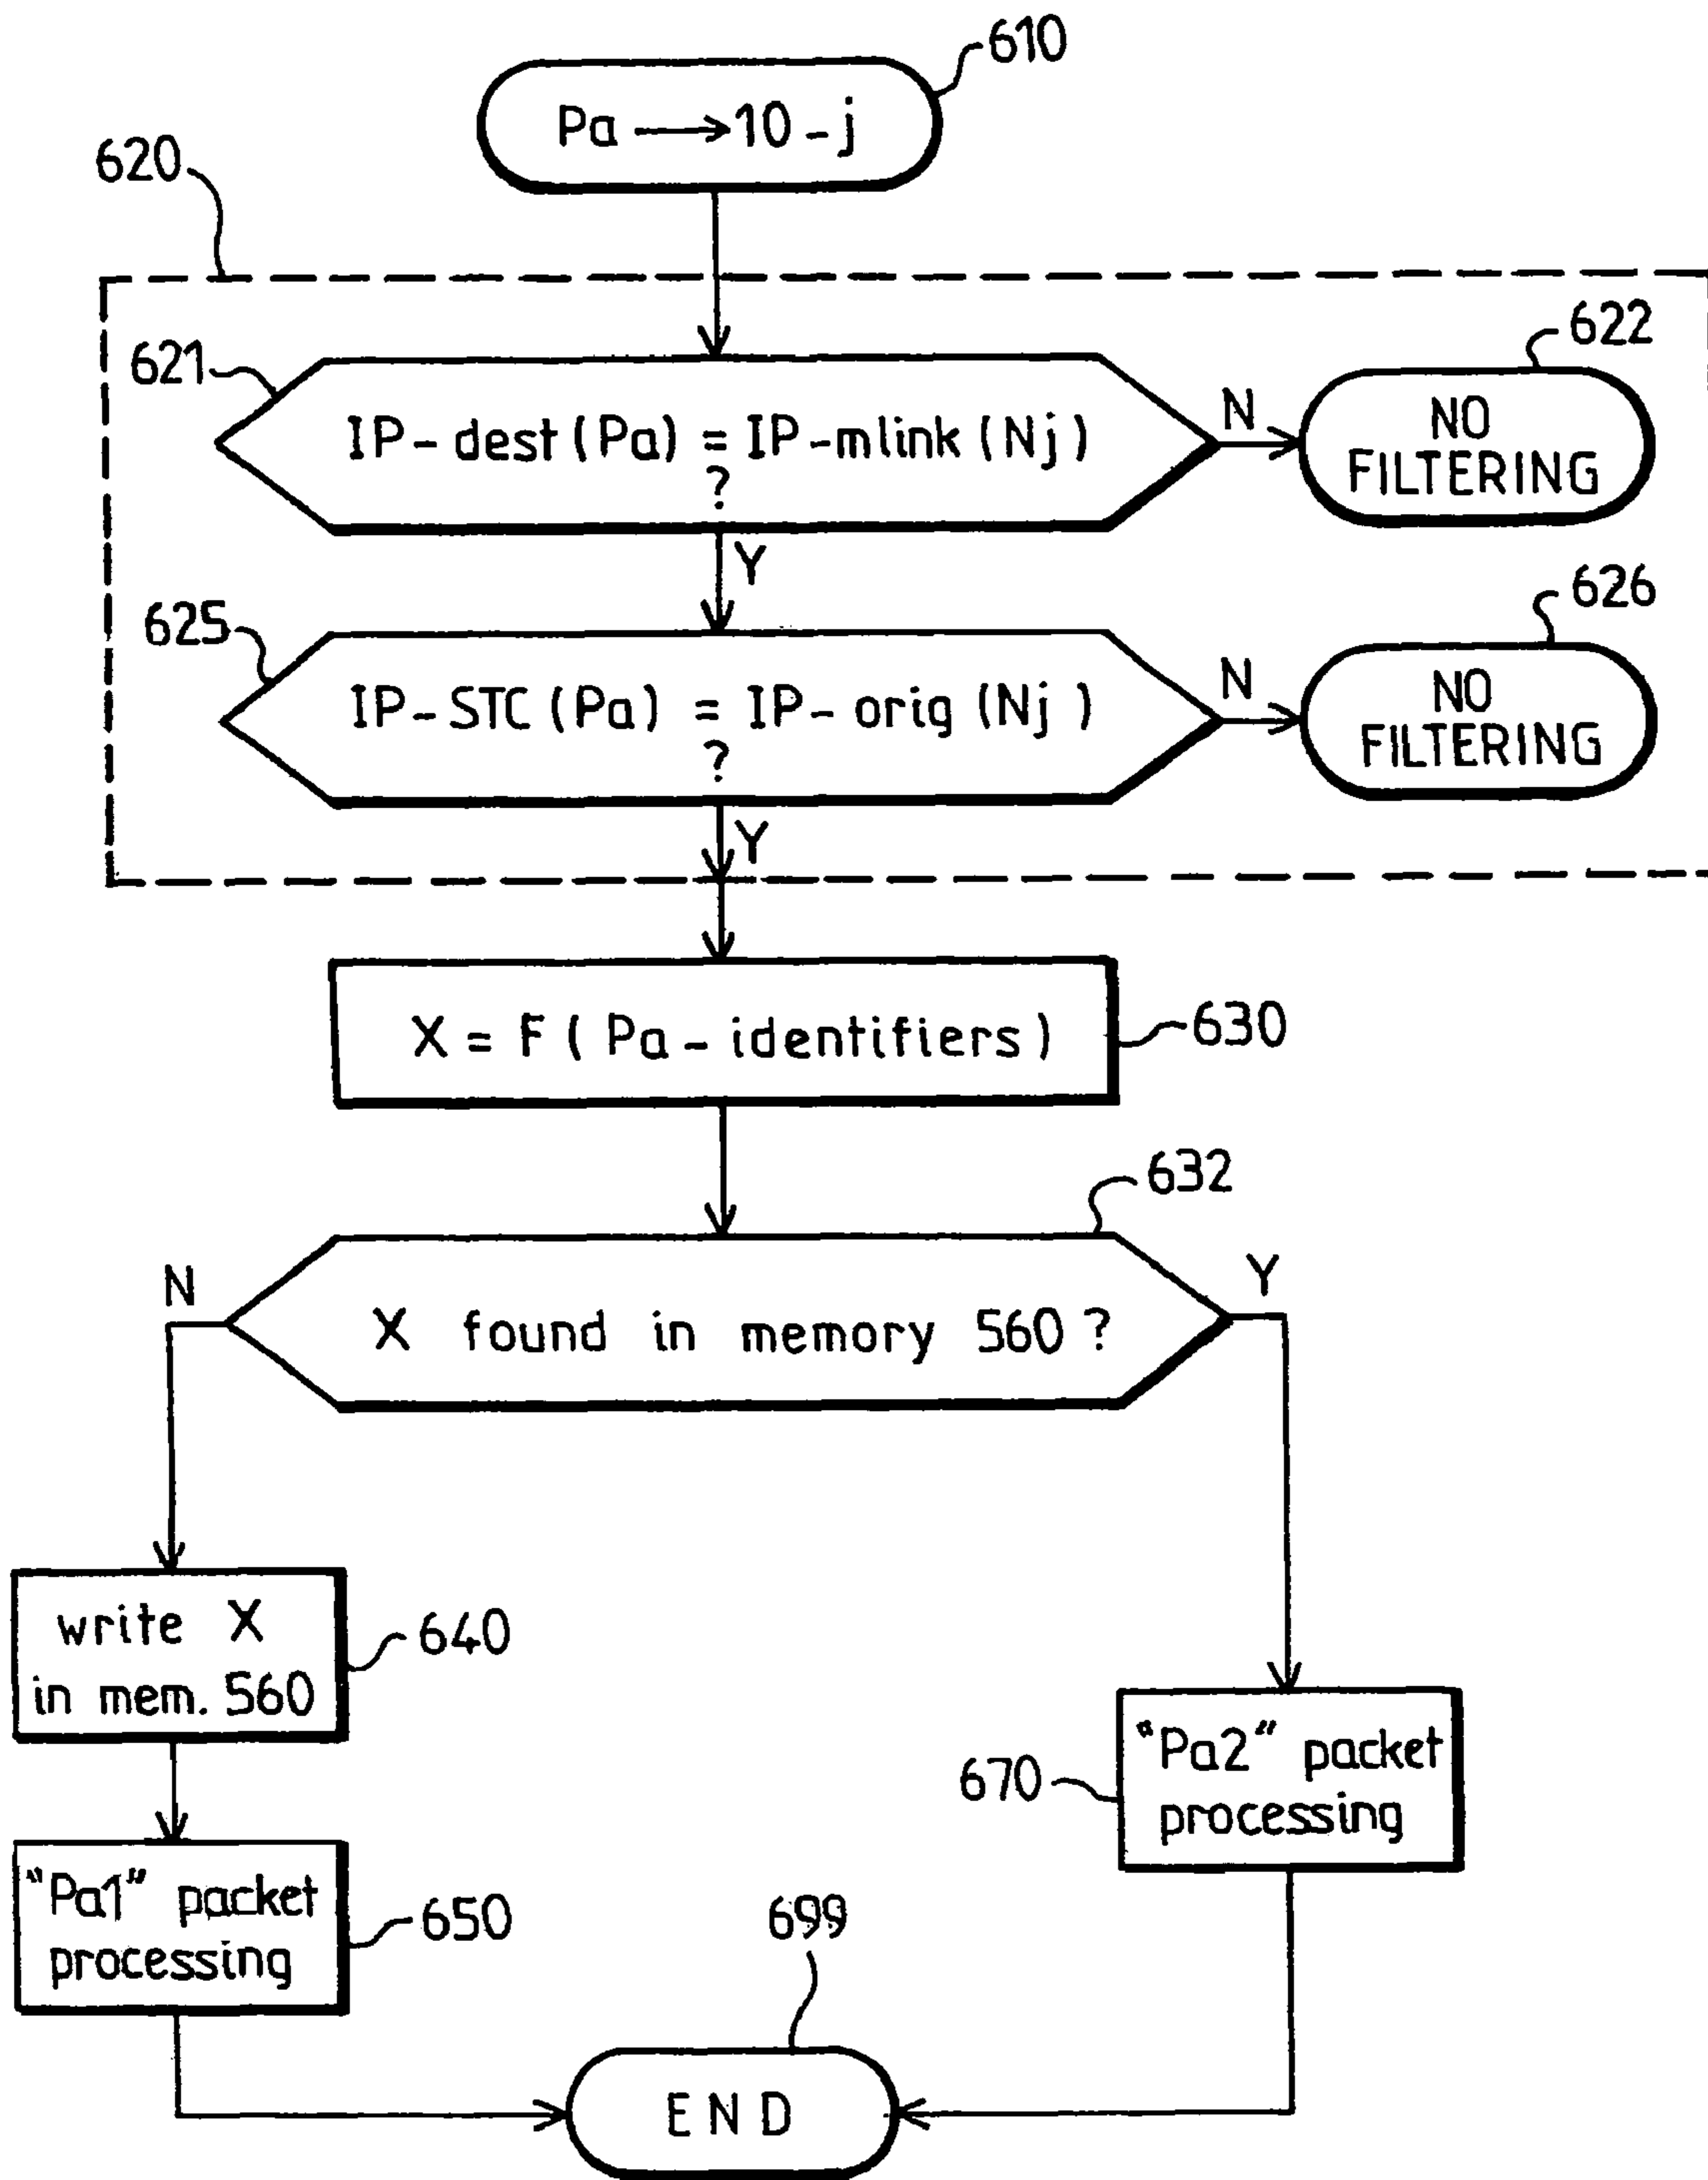 610
Pa → 10-j
620
621
IP-dest (Pa) = IP-mlink (Nj)
?
N
622
NO
FILTERING
Y
625
IP-STC (Pa) = IP-orig (Nj)
?
N
626
NO
FILTERING
Y
X = F (Pa-identifiers)
630
632
N
X found in memory 560 ?
Y
write X
in mem. 560
640
"Pa1" packet
processing
650
"Pa2" packet
processing
670
699
END